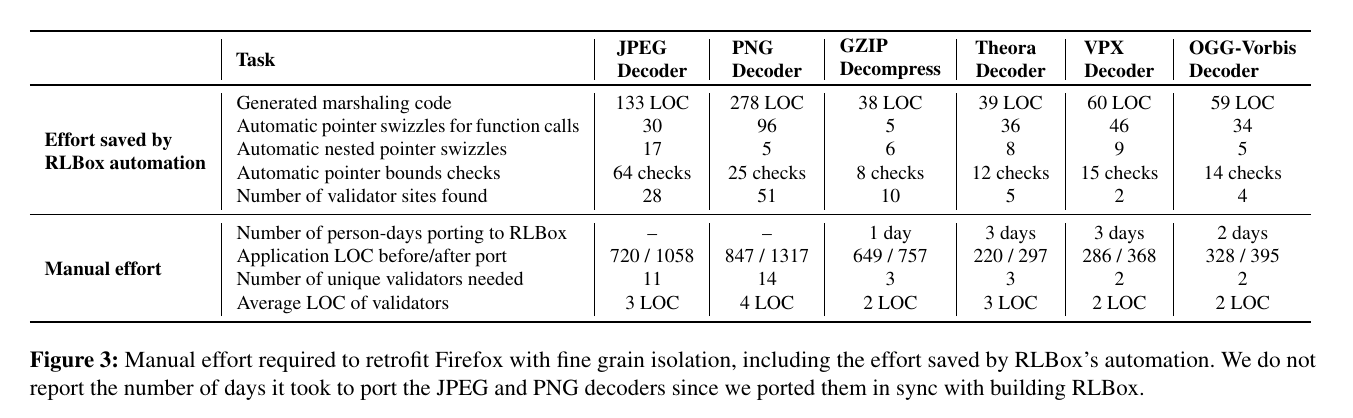 Task JPEG Decoder PNG Decoder GZIP Decompress Theora Decoder VPX Decoder OGG-Vorbis Decoder
Effort saved by RLBox automation
Generated marshaling code 133 LOC 278 LOC 38 LOC 39 LOC 60 LOC 59 LOC
Automatic pointer swizzles for function calls 30 96 5 36 46 34
Automatic nested pointer swizzles 17 5 6 8 9 5
Automatic pointer bounds checks 64 checks 25 checks 8 checks 12 checks 15 checks 14 checks
Number of validator sites found 28 51 10 5 2 4
Manual effort
Number of person-days porting to RLBox – – 1 day 3 days 3 days 2 days
Application LOC before/after port 720 / 1058 847 / 1317 649 / 757 220 / 297 286 / 368 328 / 395
Number of unique validators needed 11 14 3 3 2 2
Average LOC of validators 3 LOC 4 LOC 2 LOC 3 LOC 2 LOC 2 LOC
Figure 3: Manual effort required to retrofit Firefox with fine grain isolation, including the effort saved by RLBox's automation. We do not
report the number of days it took to port the JPEG and PNG decoders since we ported them in sync with building RLBox.